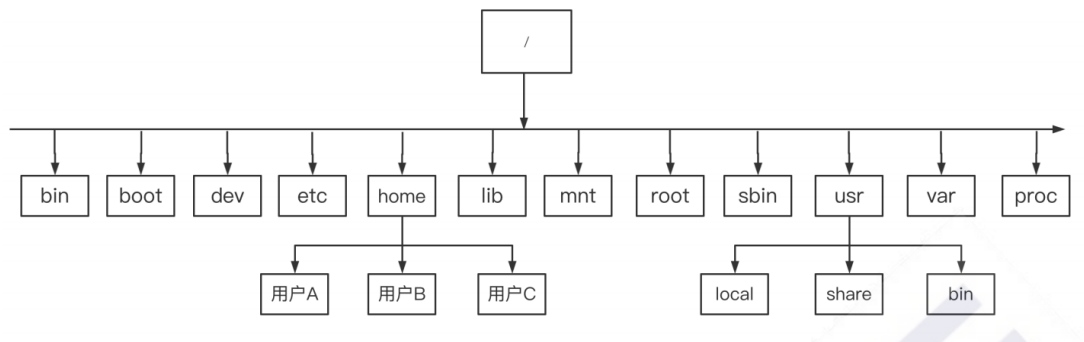 /
bin boot dev etc home lib mnt root sbin usr var proc
用户A 用户B 用户C local share bin